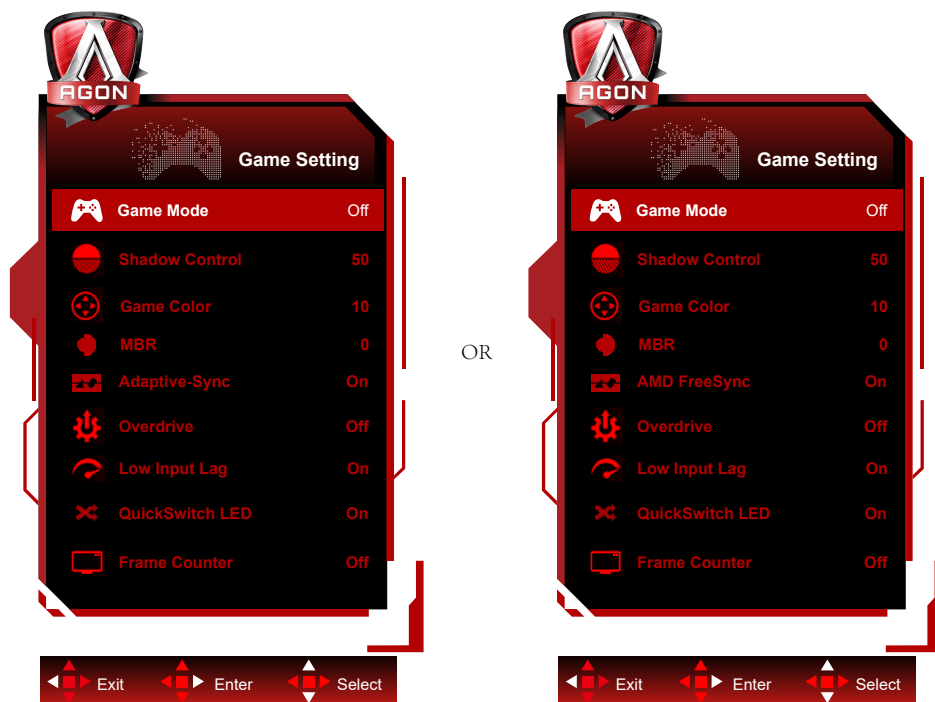 AGON
Game Setting
Game Mode Off
Shadow Control 50
Game Color 10
MBR 0
Adaptive-Sync On
Overdrive Off
Low Input Lag On
QuickSwitch LED On
Frame Counter Off
Exit Enter Select
OR
AGON
Game Setting
Game Mode Off
Shadow Control 50
Game Color 10
MBR 0
AMD FreeSync On
Overdrive Off
Low Input Lag On
QuickSwitch LED On
Frame Counter Off
Exit Enter Select